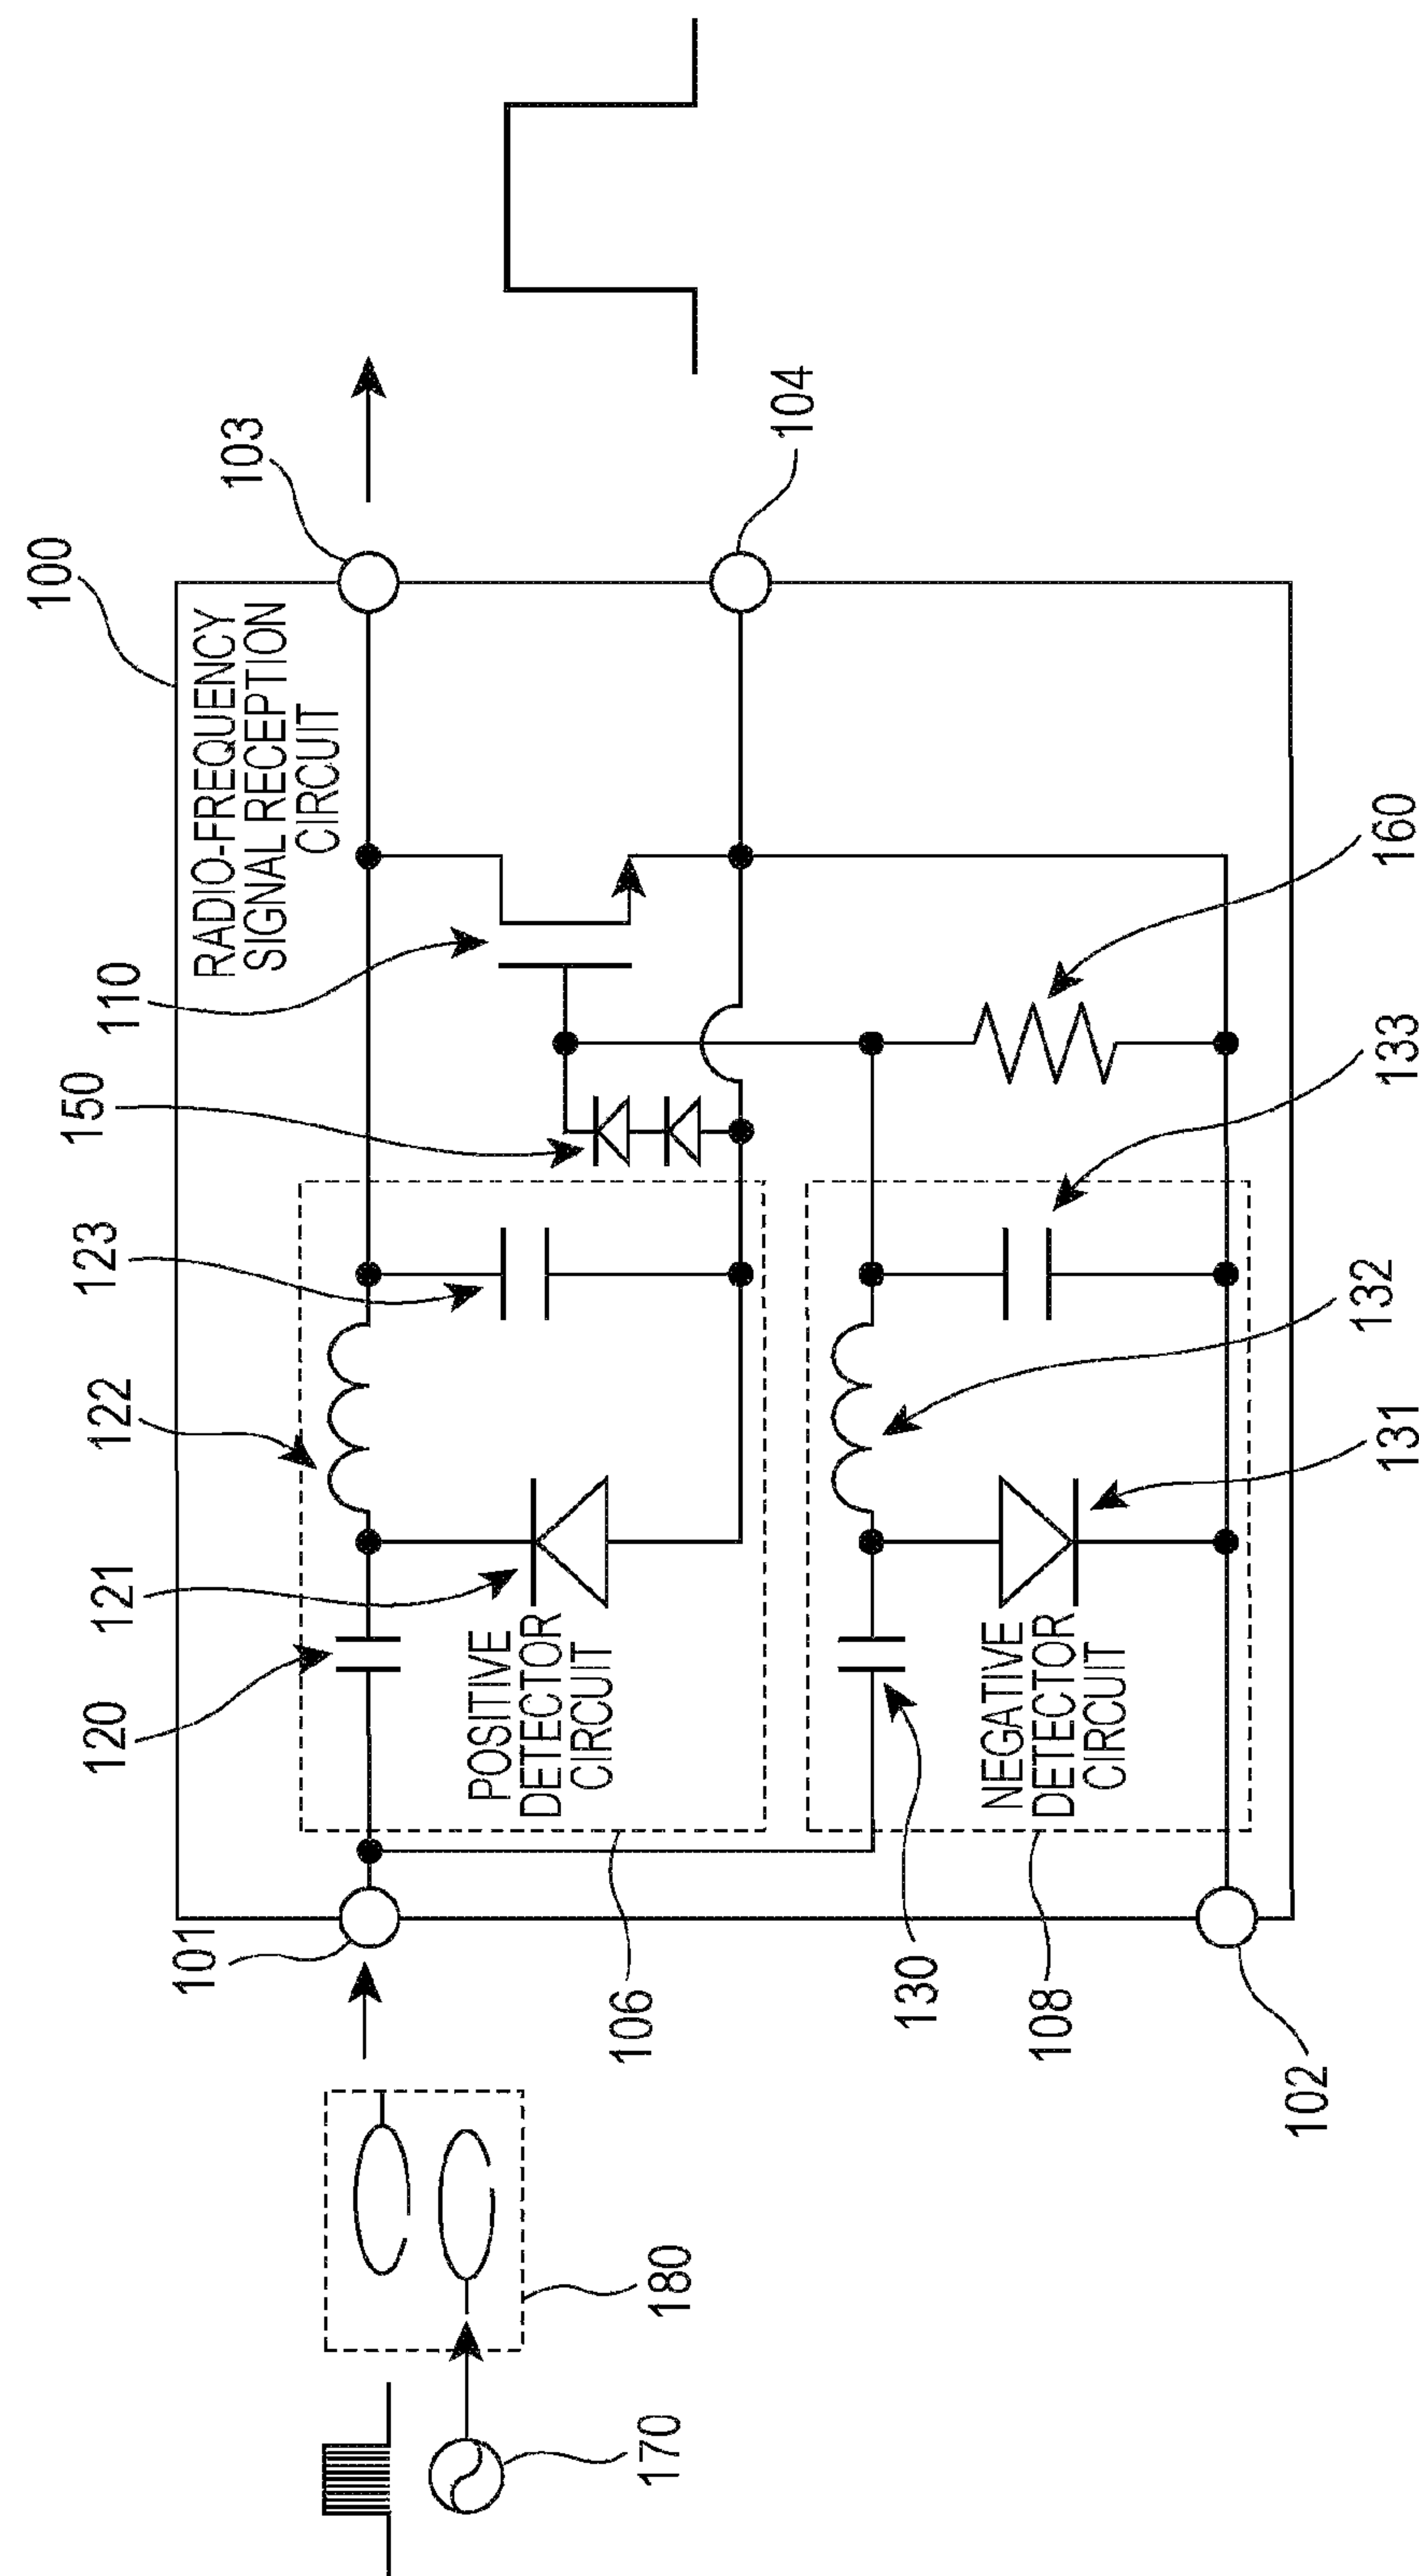 100
RADIO-FREQUENCY
SIGNAL RECEPTION
CIRCUIT
103
104
110
150
123
122
121
120
101
POSITIVE
DETECTOR
CIRCUIT
NEGATIVE
DETECTOR
CIRCUIT
160
133
132
131
106
130
108
102
180
170